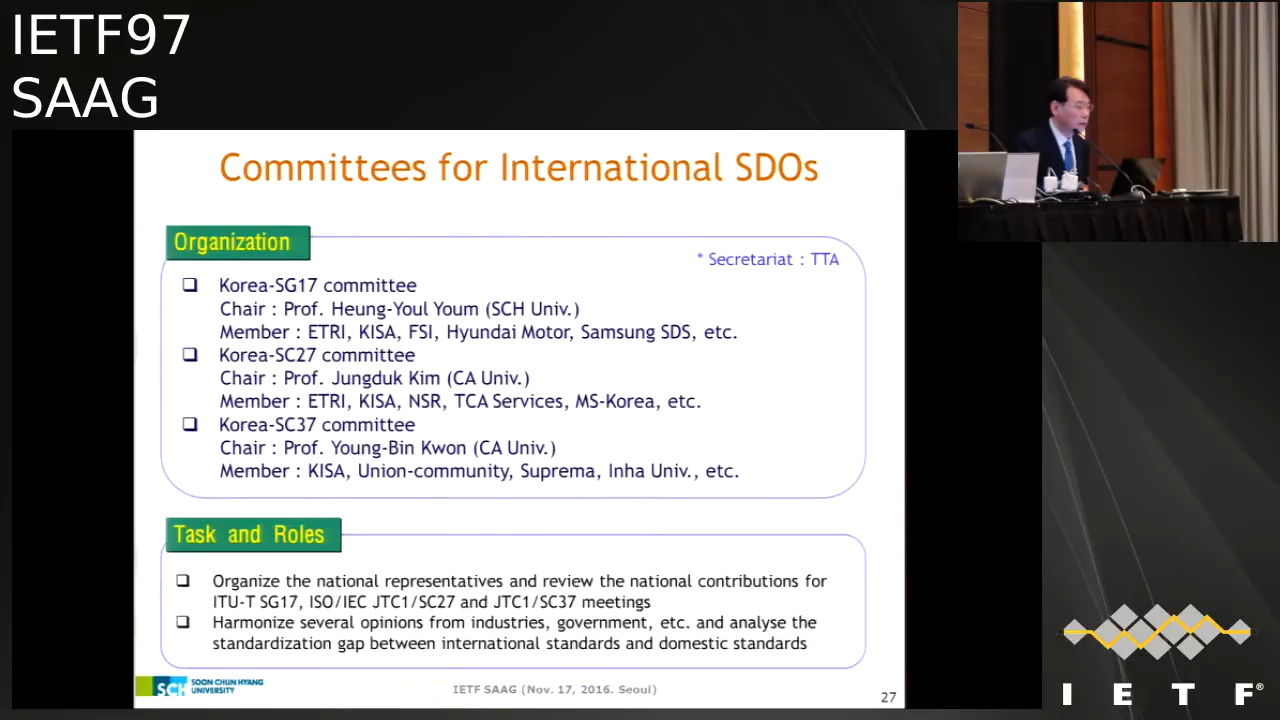 IETF97
SAAG
Committees for International SDOs
Organization
* Secretariat : TTA
❑ Korea-SG17 committee
Chair : Prof. Heung-Youl Youm (SCH Univ.)
Member : ETRI, KISA, FSI, Hyundai Motor, Samsung SDS, etc.
❑ Korea-SC27 committee
Chair : Prof. Jungduk Kim (CA Univ.)
Member : ETRI, KISA, NSR, TCA Services, MS-Korea, etc.
❑ Korea-SC37 committee
Chair : Prof. Young-Bin Kwon (CA Univ.)
Member : KISA, Union-community, Suprema, Inha Univ., etc.
Task and Roles
❑ Organize the national representatives and review the national contributions for
ITU-T SG17, ISO/IEC JTC1/SC27 and JTC1/SC37 meetings
❑ Harmonize several opinions from industries, government, etc. and analyse the
standardization gap between international standards and domestic standards
SCH SOON CHUN HYANG
UNIVERSITY
IETF SAAG (Nov. 17, 2016. Seoul)
27
I E T F®